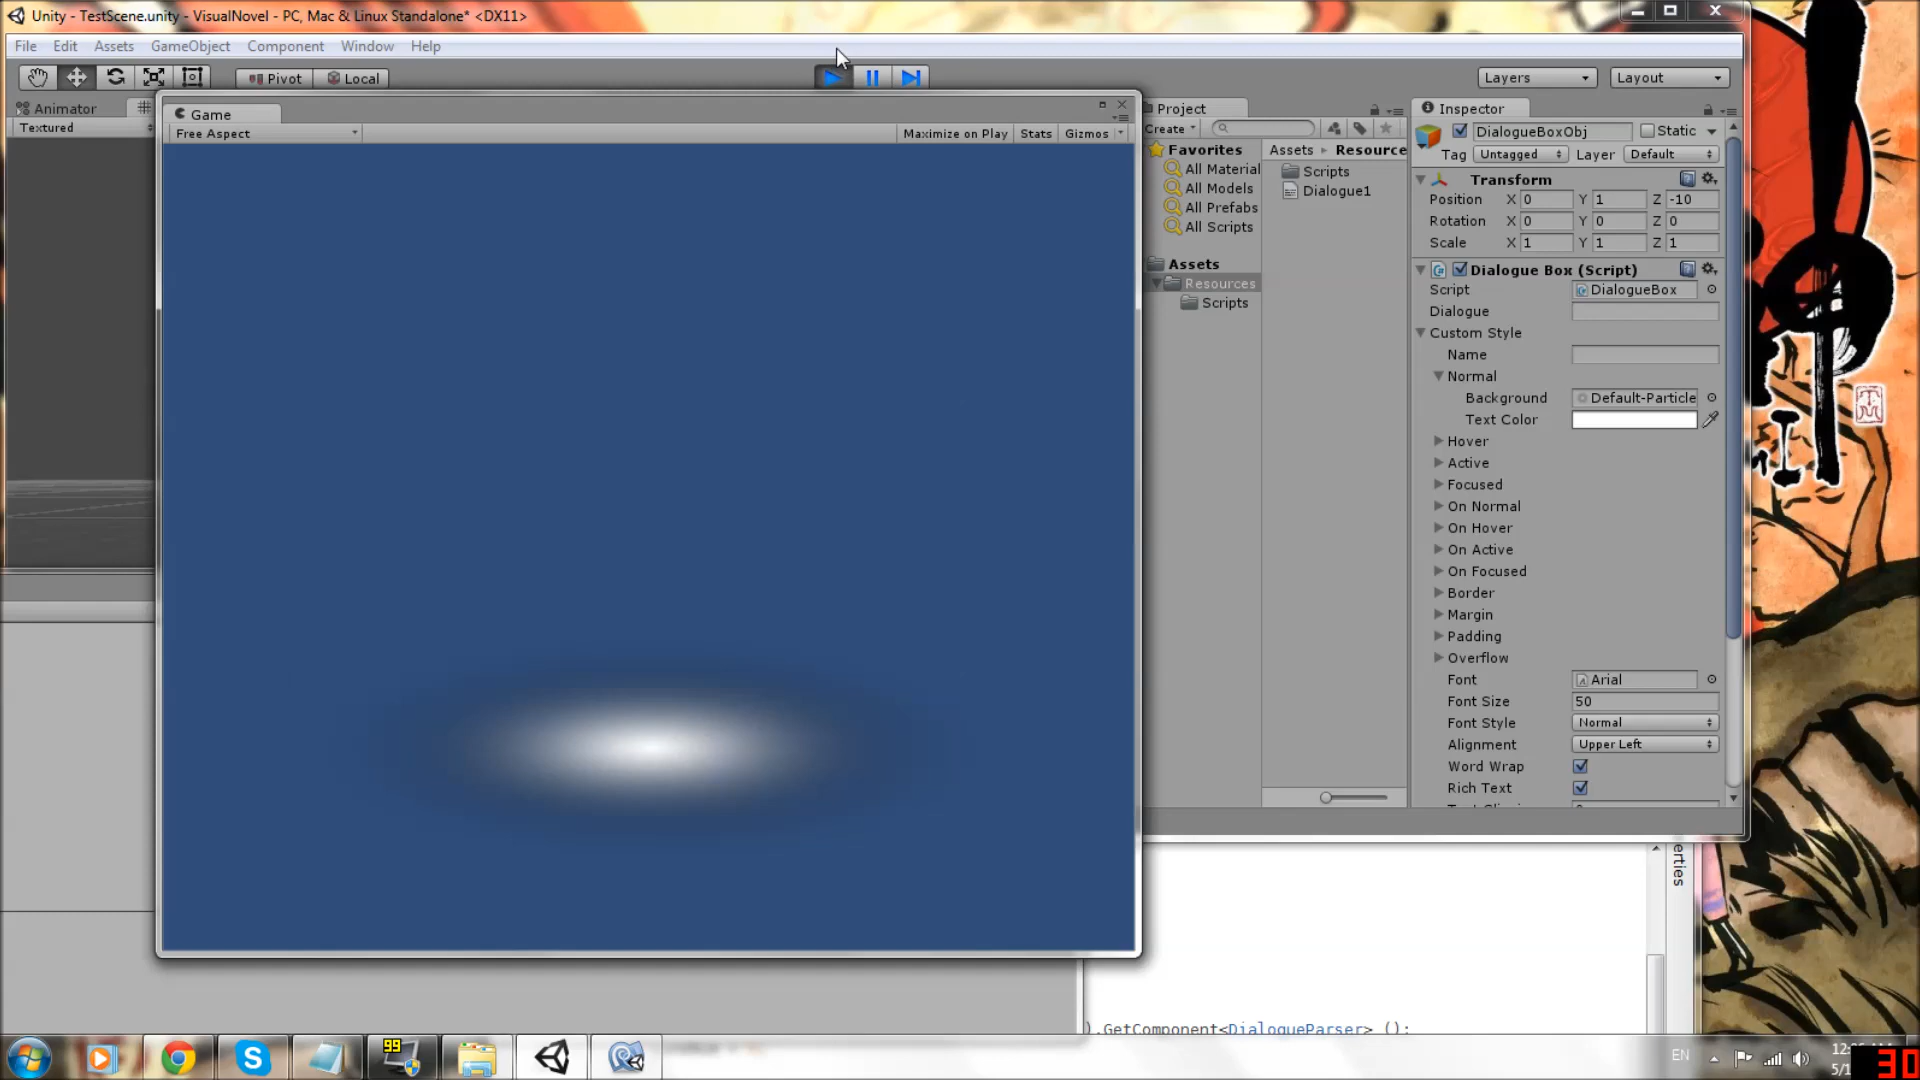 Unity - TestScene.unity - VisualNovel - PC, Mac & Linux Standalone* <DX11>
File Edit Assets GameObject Component Window Help
Pivot Local
Layers Layout
Animator
Textured
Game
Free Aspect
Maximize on Play Stats Gizmos
Project
Create
Favorites
All Material
All Models
All Prefabs
All Scripts
Assets
Resources
Scripts
Assets Resource
Scripts
Dialogue1
Inspector
DialogueBoxObj Static
Tag Untagged Layer Default
Transform
Position X 0 Y 1 Z -10
Rotation X 0 Y 0 Z 0
Scale X 1 Y 1 Z 1
Dialogue Box (Script)
Script DialogueBox
Dialogue
Custom Style
Name
Normal
Background Default-Particle
Text Color
Hover
Active
Focused
On Normal
On Hover
On Active
On Focused
Border
Margin
Padding
Overflow
Font Arial
Font Size 50
Font Style Normal
Alignment Upper Left
Word Wrap
Rich Text
erties
).GetComponent<DialogueParser> ();
99
EN
30